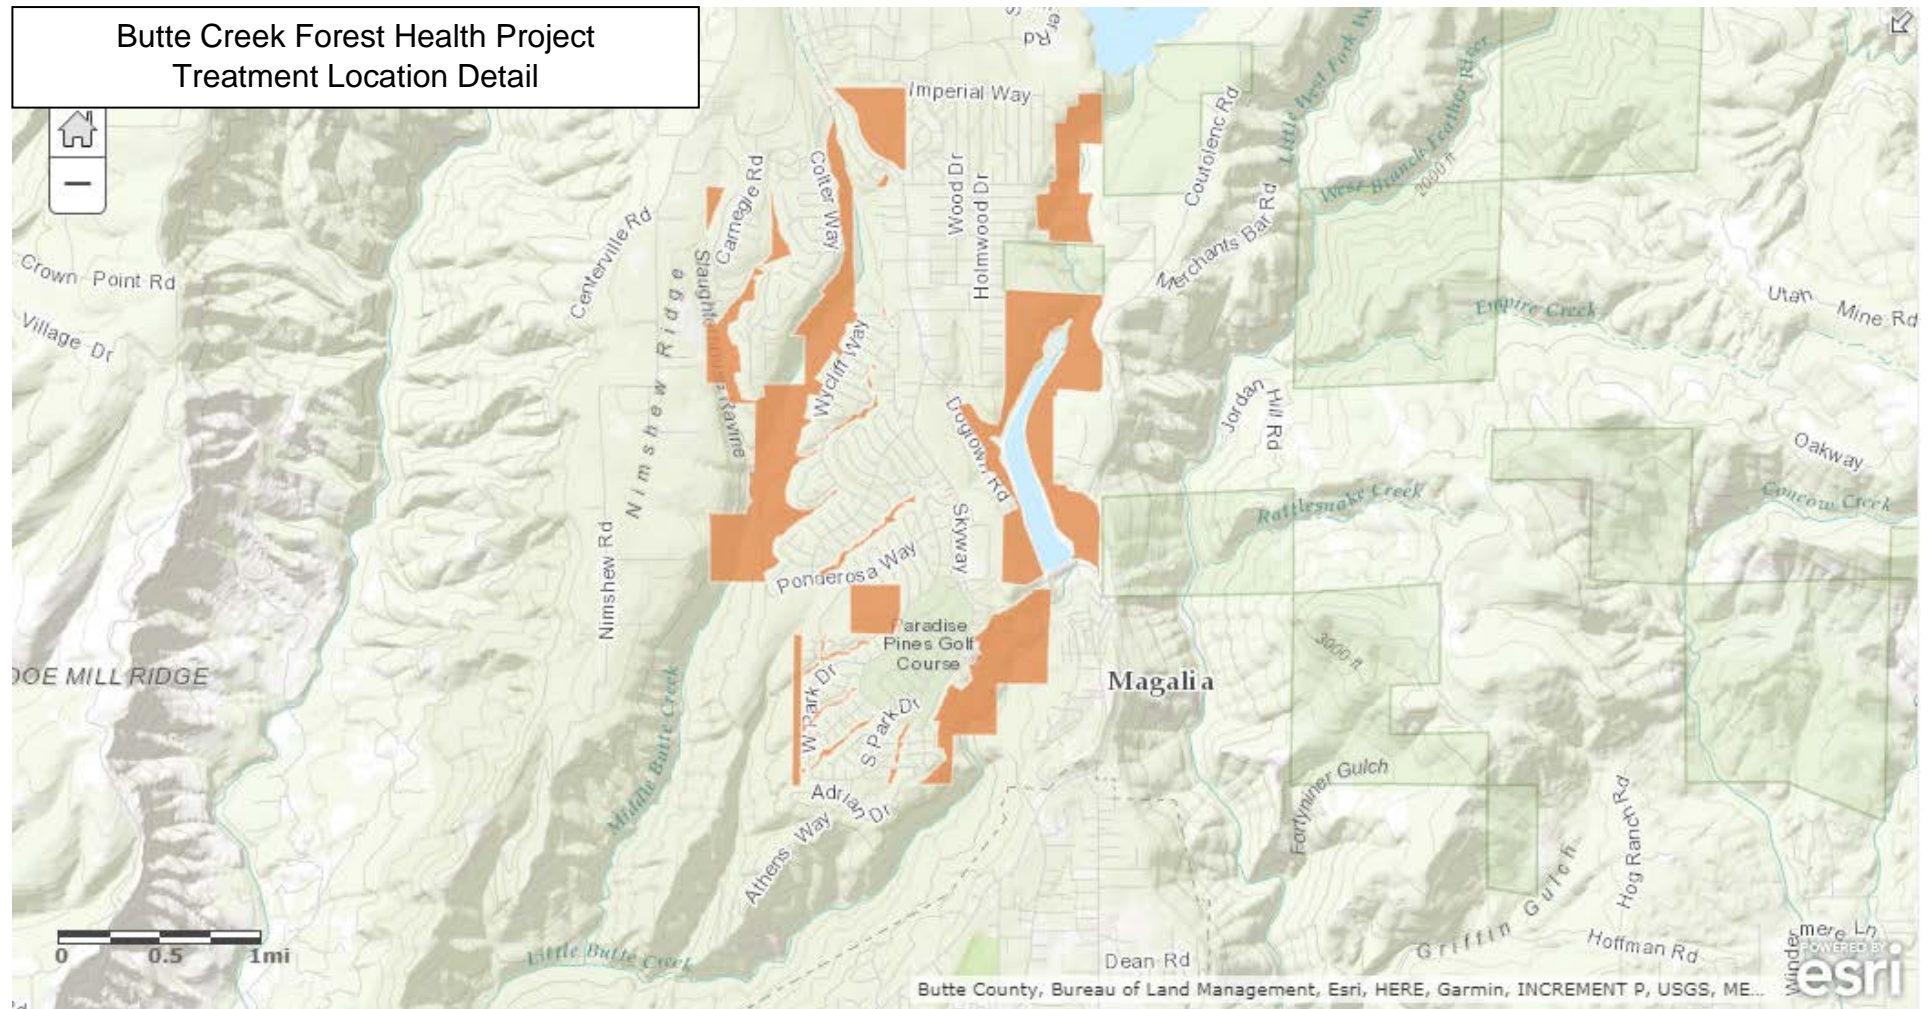 Butte Creek Forest Health Project
Treatment Location Detail
Imperial Way
Coutolenc Rd
Little West Fork
West Branch Feather River
2000 ft
Wood Dr
Holmwood Dr
Colter Way
Carnegie Rd
Centerville Rd
Merchants Bar Rd
Crown Point Rd
Village Dr
Nimshew Ridge
Ravine
Wycliff Way
Empire Creek
Utah Mine Rd
Jordan Hill Rd
Dogtown Rd
Oakway
Concow Creek
Rattlesnake Creek
Skyway
Nimshew Rd
Ponderosa Way
Paradise
Pines Golf
Course
3000 ft
DOE MILL RIDGE
Magalia
W Park Dr
S Park Dr
Middle Butte Creek
Adrian Dr
Athens Way
Fortyniner Gulch
Hog Ranch Rd
Griffin Gulch
Hoffman Rd
Windermere Ln
0 0.5 1mi
Little Butte Creek
Dean Rd
POWERED BY
esri
Butte County, Bureau of Land Management, Esri, HERE, Garmin, INCREMENT P, USGS, ME...